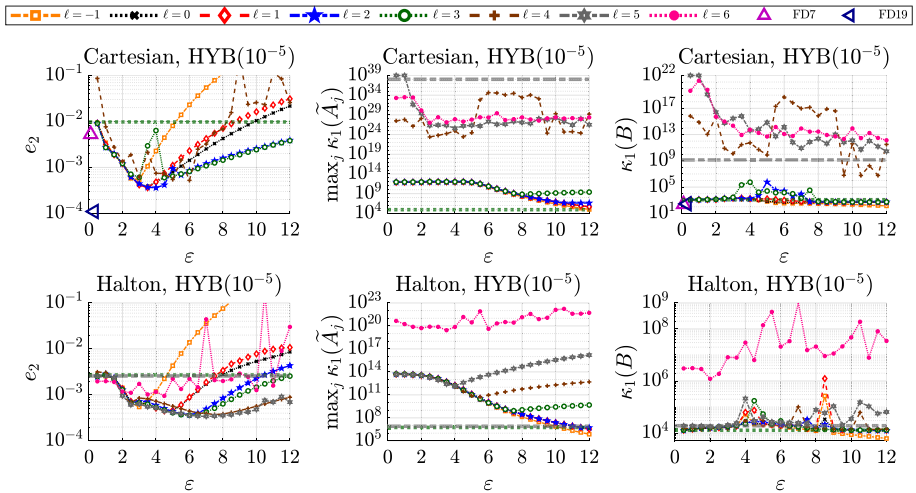 ℓ = −1 ℓ = 0 ℓ = 1 ℓ = 2 ℓ = 3 ℓ = 4 ℓ = 5 ℓ = 6 FD7 FD19
Cartesian, HYB(10⁻⁵) Cartesian, HYB(10⁻⁵) Cartesian, HYB(10⁻⁵)
e₂
10⁻¹
10⁻²
10⁻³
10⁻⁴
0 2 4 6 8 10 12
ε
maxⱼ κ₁(Ãⱼ)
10³⁹
10³⁴
10²⁹
10²⁴
10¹⁹
10¹⁴
10⁹
10⁴
0 2 4 6 8 10 12
ε
κ₁(B)
10²²
10¹⁷
10¹³
10⁹
10⁵
10¹
0 2 4 6 8 10 12
ε
Halton, HYB(10⁻⁵) Halton, HYB(10⁻⁵) Halton, HYB(10⁻⁵)
e₂
10⁻¹
10⁻²
10⁻³
10⁻⁴
0 2 4 6 8 10 12
ε
maxⱼ κ₁(Ãⱼ)
10²³
10²⁰
10¹⁷
10¹⁴
10¹¹
10⁸
10⁵
0 2 4 6 8 10 12
ε
κ₁(B)
10⁹
10⁶
10⁴
0 2 4 6 8 10 12
ε